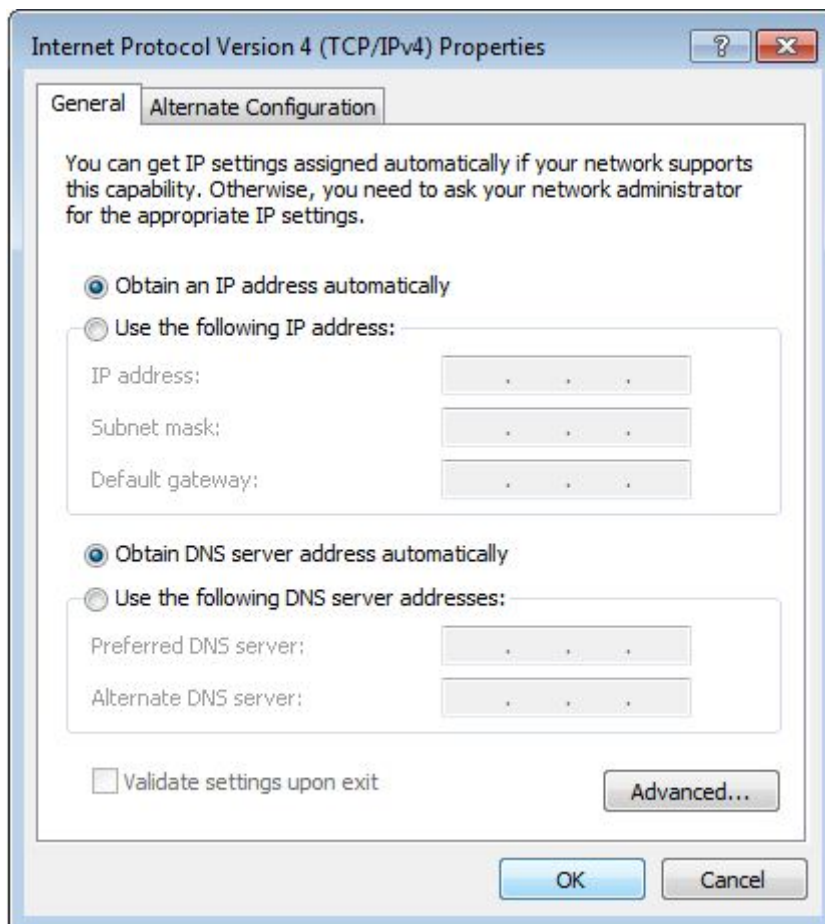 Internet Protocol Version 4 (TCP/IPv4) Properties
General
Alternate Configuration
You can get IP settings assigned automatically if your network supports
this capability. Otherwise, you need to ask your network administrator
for the appropriate IP settings.
Obtain an IP address automatically
Use the following IP address:
IP address: . . .
Subnet mask: . . .
Default gateway: . . .
Obtain DNS server address automatically
Use the following DNS server addresses:
Preferred DNS server: . . .
Alternate DNS server: . . .
Validate settings upon exit
Advanced...
OK
Cancel